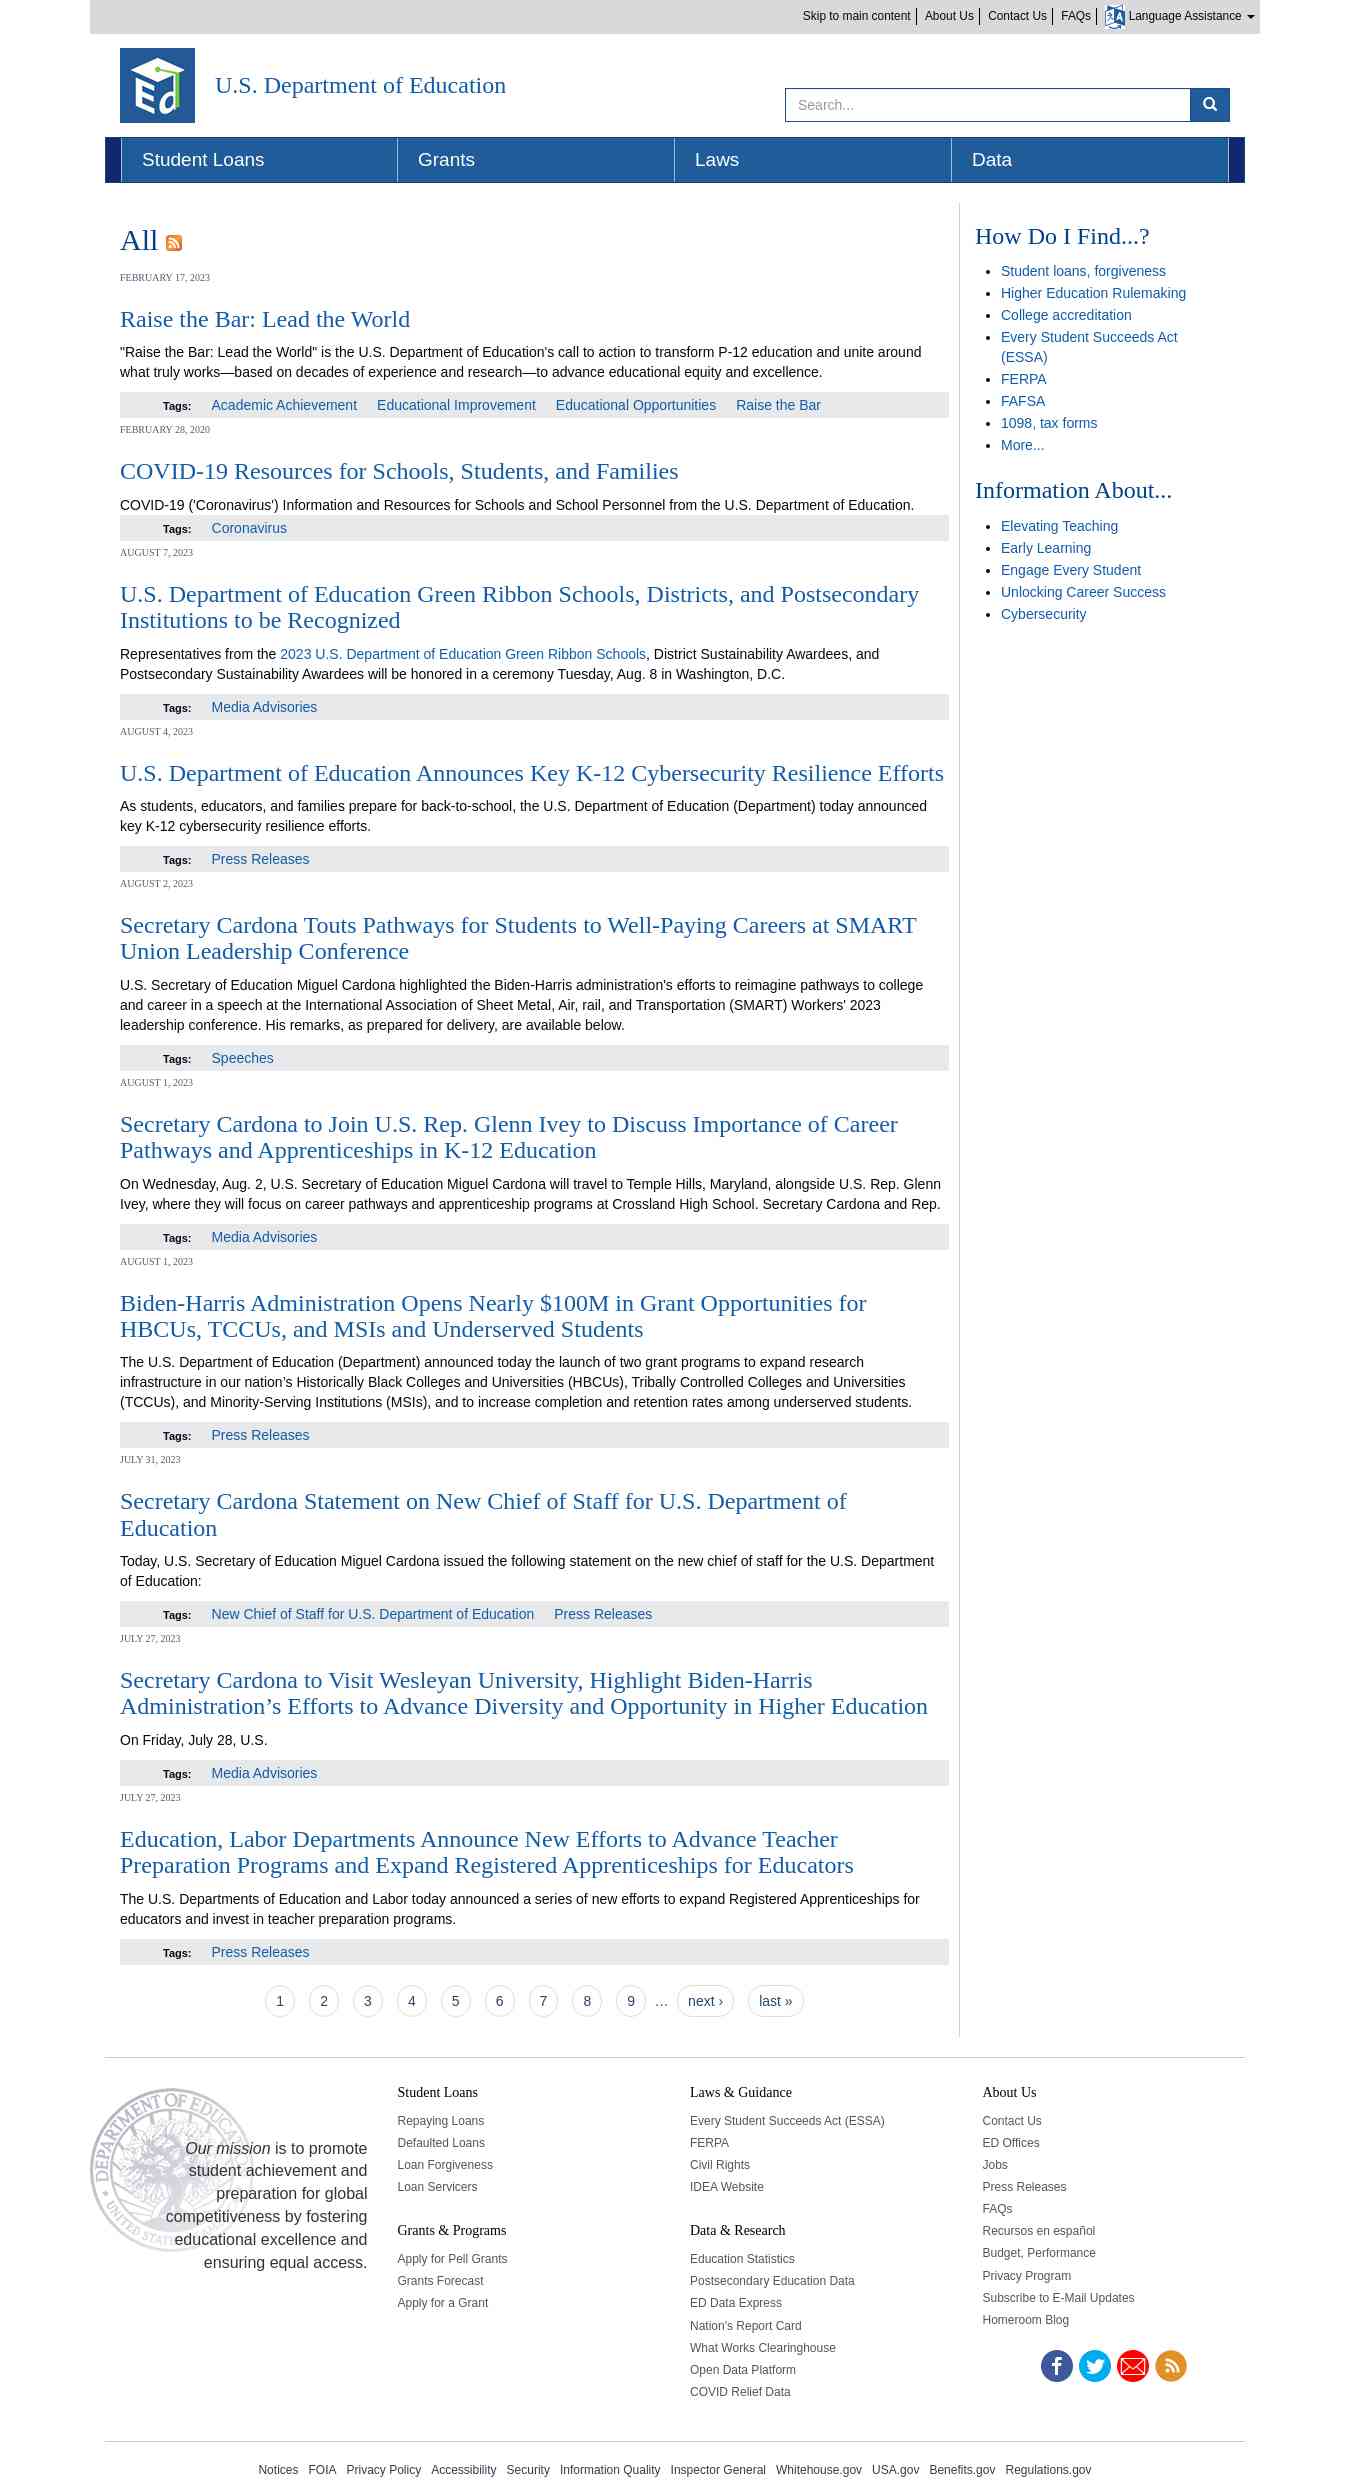 Skip to main content
About Us
Contact Us
FAQs
Language Assistance
Ed
U.S. Department of Education
Search...
Student Loans
Grants
Laws
Data
All
FEBRUARY 17, 2023
Raise the Bar: Lead the World
"Raise the Bar: Lead the World" is the U.S. Department of Education's call to action to transform P-12 education and unite around
what truly works—based on decades of experience and research—to advance educational equity and excellence.
Tags: Academic Achievement Educational Improvement Educational Opportunities Raise the Bar
FEBRUARY 28, 2020
COVID-19 Resources for Schools, Students, and Families
COVID-19 ('Coronavirus') Information and Resources for Schools and School Personnel from the U.S. Department of Education.
Tags: Coronavirus
AUGUST 7, 2023
U.S. Department of Education Green Ribbon Schools, Districts, and Postsecondary
Institutions to be Recognized
Representatives from the 2023 U.S. Department of Education Green Ribbon Schools, District Sustainability Awardees, and
Postsecondary Sustainability Awardees will be honored in a ceremony Tuesday, Aug. 8 in Washington, D.C.
Tags: Media Advisories
AUGUST 4, 2023
U.S. Department of Education Announces Key K-12 Cybersecurity Resilience Efforts
As students, educators, and families prepare for back-to-school, the U.S. Department of Education (Department) today announced
key K-12 cybersecurity resilience efforts.
Tags: Press Releases
AUGUST 2, 2023
Secretary Cardona Touts Pathways for Students to Well-Paying Careers at SMART
Union Leadership Conference
U.S. Secretary of Education Miguel Cardona highlighted the Biden-Harris administration's efforts to reimagine pathways to college
and career in a speech at the International Association of Sheet Metal, Air, rail, and Transportation (SMART) Workers' 2023
leadership conference. His remarks, as prepared for delivery, are available below.
Tags: Speeches
AUGUST 1, 2023
Secretary Cardona to Join U.S. Rep. Glenn Ivey to Discuss Importance of Career
Pathways and Apprenticeships in K-12 Education
On Wednesday, Aug. 2, U.S. Secretary of Education Miguel Cardona will travel to Temple Hills, Maryland, alongside U.S. Rep. Glenn
Ivey, where they will focus on career pathways and apprenticeship programs at Crossland High School. Secretary Cardona and Rep.
Tags: Media Advisories
AUGUST 1, 2023
Biden-Harris Administration Opens Nearly $100M in Grant Opportunities for
HBCUs, TCCUs, and MSIs and Underserved Students
The U.S. Department of Education (Department) announced today the launch of two grant programs to expand research
infrastructure in our nation’s Historically Black Colleges and Universities (HBCUs), Tribally Controlled Colleges and Universities
(TCCUs), and Minority-Serving Institutions (MSIs), and to increase completion and retention rates among underserved students.
Tags: Press Releases
JULY 31, 2023
Secretary Cardona Statement on New Chief of Staff for U.S. Department of
Education
Today, U.S. Secretary of Education Miguel Cardona issued the following statement on the new chief of staff for the U.S. Department
of Education:
Tags: New Chief of Staff for U.S. Department of Education Press Releases
JULY 27, 2023
Secretary Cardona to Visit Wesleyan University, Highlight Biden-Harris
Administration’s Efforts to Advance Diversity and Opportunity in Higher Education
On Friday, July 28, U.S.
Tags: Media Advisories
JULY 27, 2023
Education, Labor Departments Announce New Efforts to Advance Teacher
Preparation Programs and Expand Registered Apprenticeships for Educators
The U.S. Departments of Education and Labor today announced a series of new efforts to expand Registered Apprenticeships for
educators and invest in teacher preparation programs.
Tags: Press Releases
1 2 3 4 5 6 7 8 9 … next › last »
How Do I Find...?
Student loans, forgiveness
Higher Education Rulemaking
College accreditation
Every Student Succeeds Act
(ESSA)
FERPA
FAFSA
1098, tax forms
More...
Information About...
Elevating Teaching
Early Learning
Engage Every Student
Unlocking Career Success
Cybersecurity
Our mission is to promote
student achievement and
preparation for global
competitiveness by fostering
educational excellence and
ensuring equal access.
Student Loans
Repaying Loans
Defaulted Loans
Loan Forgiveness
Loan Servicers
Grants & Programs
Apply for Pell Grants
Grants Forecast
Apply for a Grant
Laws & Guidance
Every Student Succeeds Act (ESSA)
FERPA
Civil Rights
IDEA Website
Data & Research
Education Statistics
Postsecondary Education Data
ED Data Express
Nation's Report Card
What Works Clearinghouse
Open Data Platform
COVID Relief Data
About Us
Contact Us
ED Offices
Jobs
Press Releases
FAQs
Recursos en español
Budget, Performance
Privacy Program
Subscribe to E-Mail Updates
Homeroom Blog
Notices FOIA Privacy Policy Accessibility Security Information Quality Inspector General Whitehouse.gov USA.gov Benefits.gov Regulations.gov